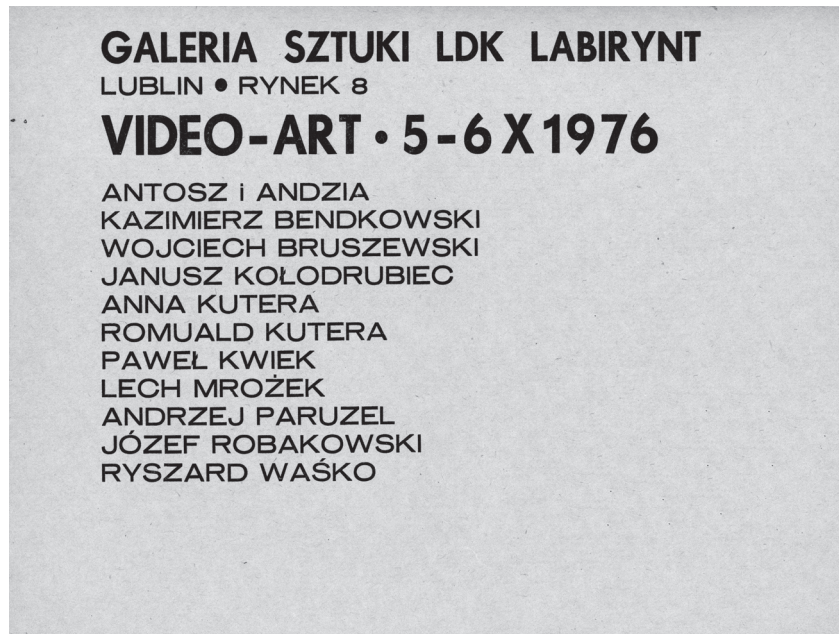 GALERIA SZTUKI LDK LABIRYNT
LUBLIN • RYNEK 8
VIDEO-ART • 5-6 X 1976
ANTOSZ i ANDZIA
KAZIMIERZ BENDKOWSKI
WOJCIECH BRUSZEWSKI
JANUSZ KOŁODRUBIEC
ANNA KUTERA
ROMUALD KUTERA
PAWEŁ KWIEK
LECH MROŻEK
ANDRZEJ PARUZEL
JÓZEF ROBAKOWSKI
RYSZARD WAŚKO